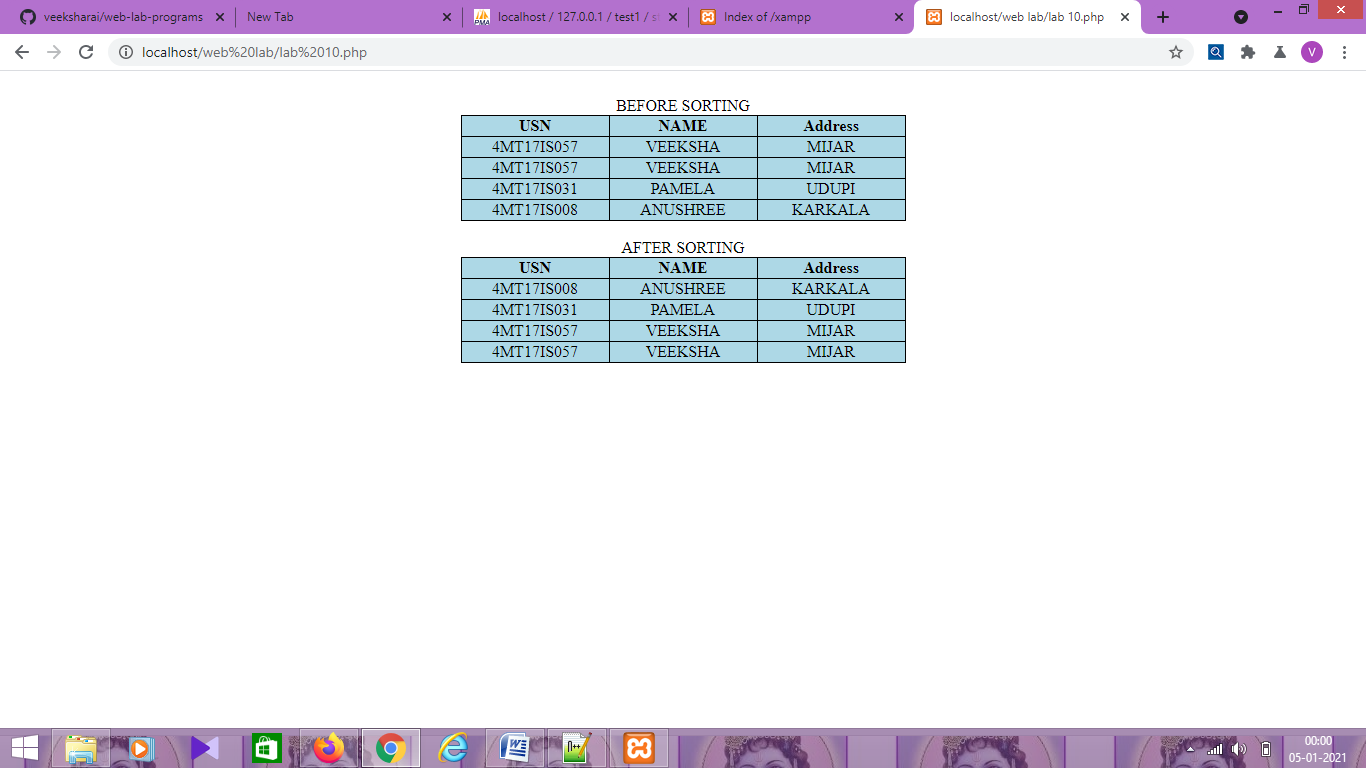 veeksharai/web-lab-programs New Tab localhost / 127.0.0.1 / test1 / s Index of /xampp localhost/web lab/lab 10.php
localhost/web%20lab/lab%2010.php V
BEFORE SORTING
USN NAME Address
4MT17IS057 VEEKSHA MIJAR
4MT17IS057 VEEKSHA MIJAR
4MT17IS031 PAMELA UDUPI
4MT17IS008 ANUSHREE KARKALA
AFTER SORTING
USN NAME Address
4MT17IS008 ANUSHREE KARKALA
4MT17IS031 PAMELA UDUPI
4MT17IS057 VEEKSHA MIJAR
4MT17IS057 VEEKSHA MIJAR
00:00
05-01-2021